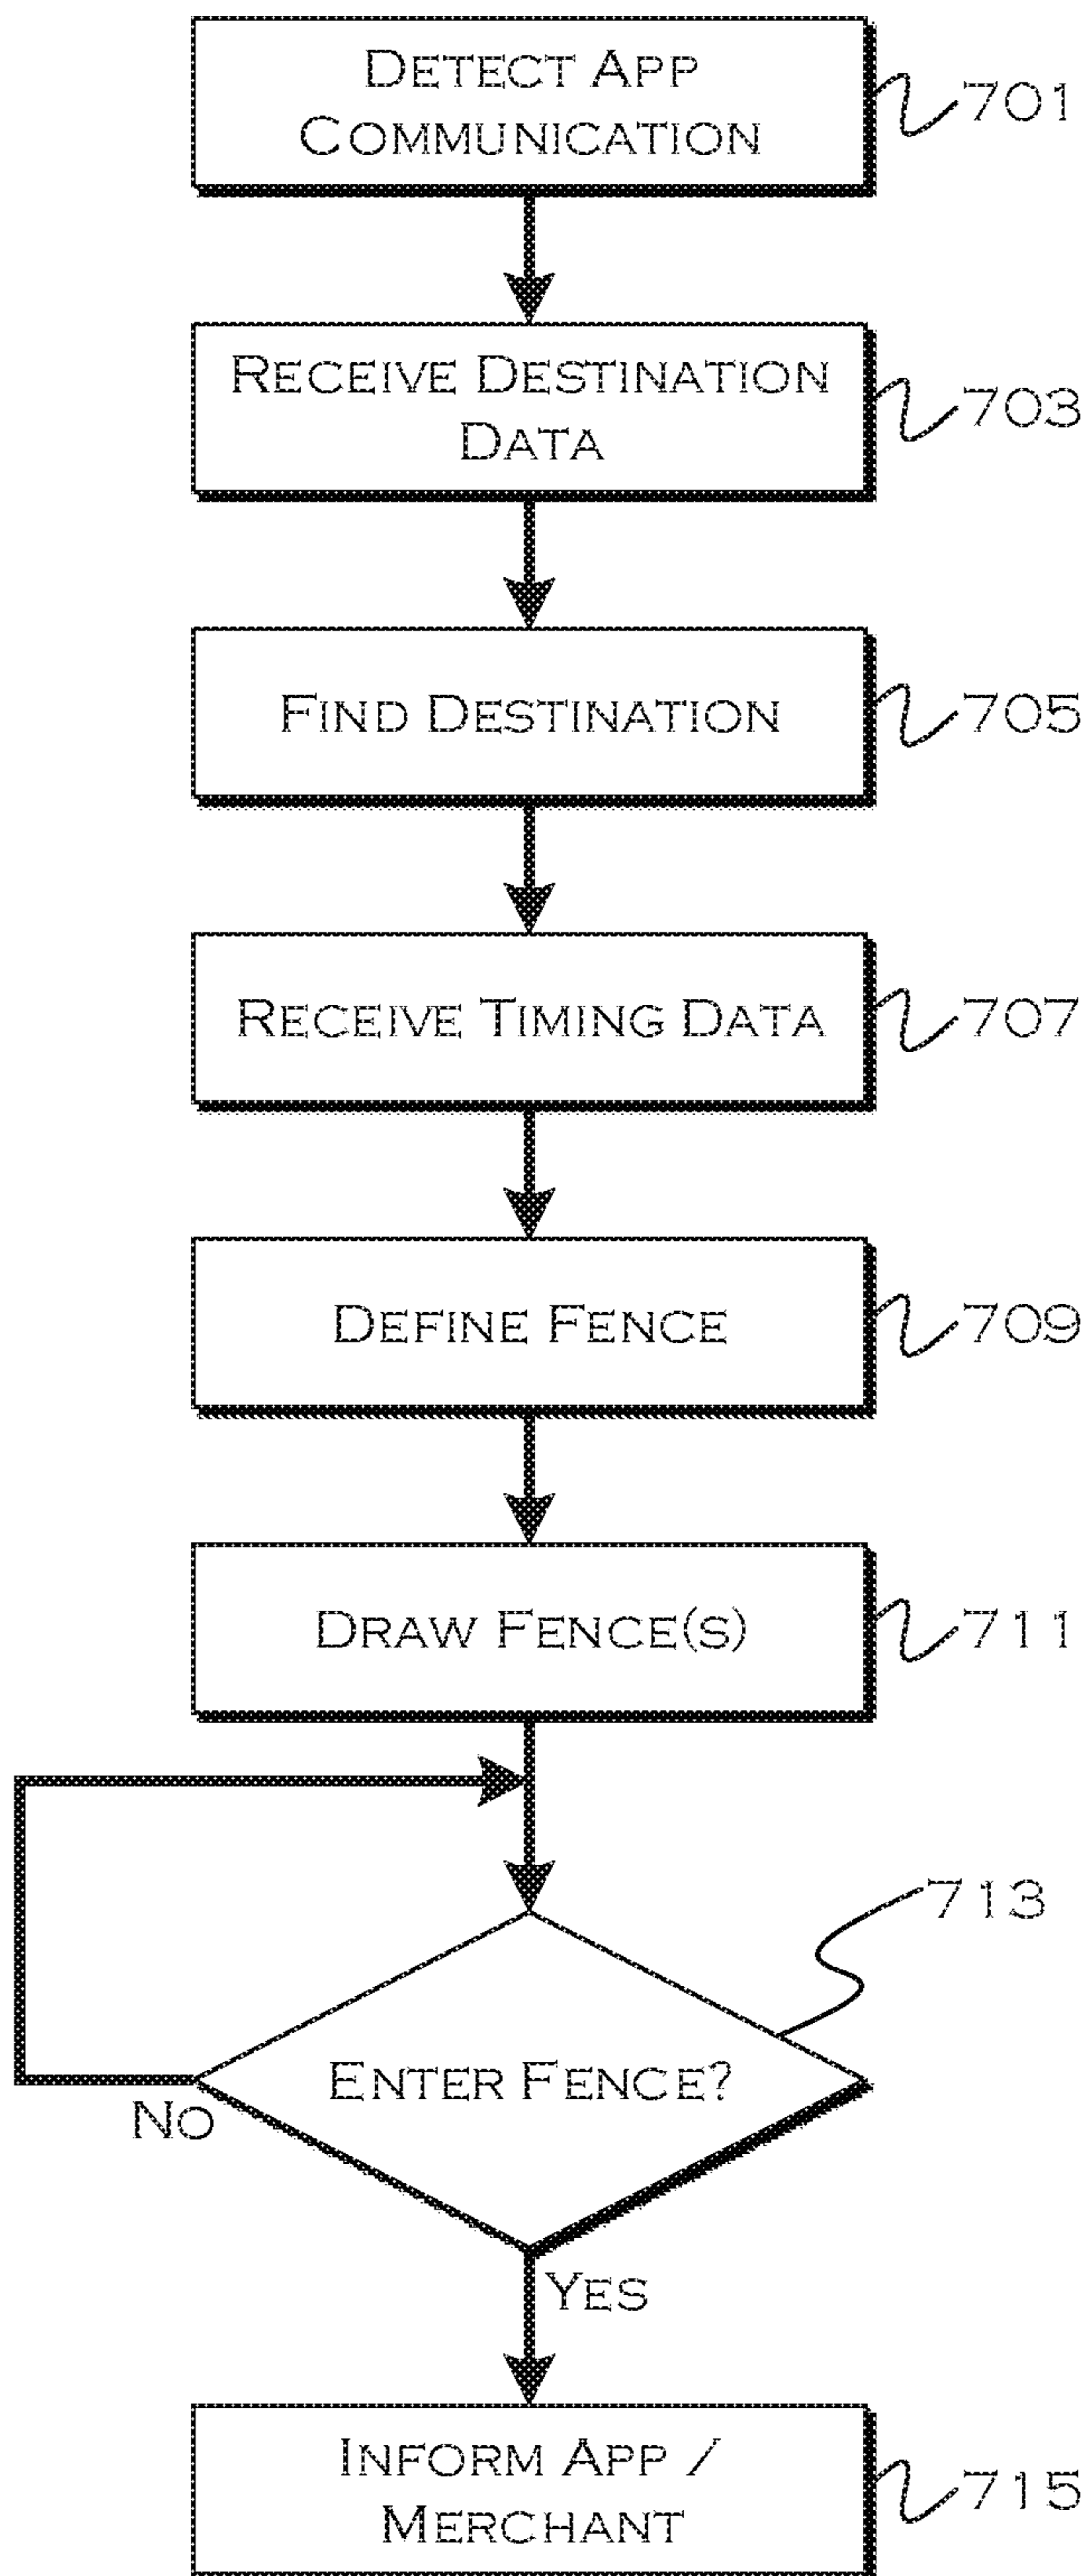 DETECT APP
COMMUNICATION
701
RECEIVE DESTINATION
DATA
703
FIND DESTINATION
705
RECEIVE TIMING DATA
707
DEFINE FENCE
709
DRAW FENCE(S)
711
713
ENTER FENCE?
NO
YES
INFORM APP /
MERCHANT
715